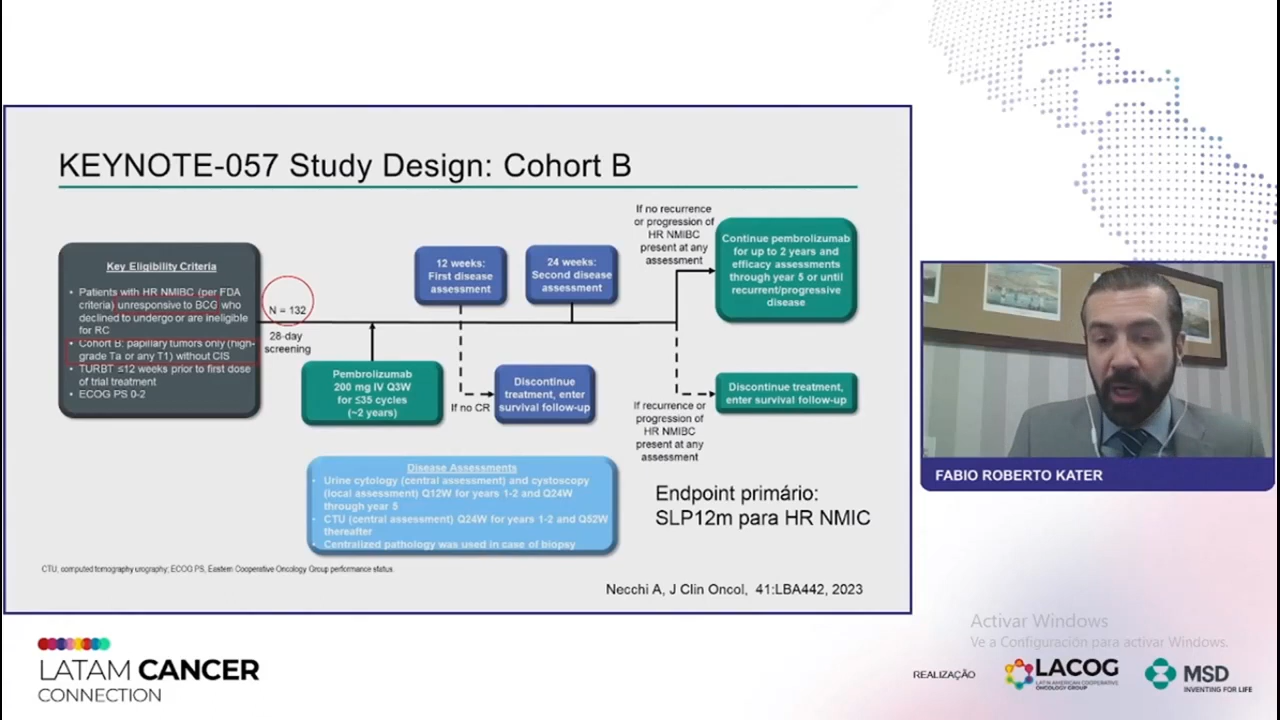 KEYNOTE-057 Study Design: Cohort B
Key Eligibility Criteria
• Patients with HR NMIBC (per FDA
criteria) unresponsive to BCG who
declined to undergo or are ineligible
for RC
• Cohort B: papillary tumors only (high-
grade Ta or any T1) without CIS
• TURBT ≤12 weeks prior to first dose
of trial treatment
• ECOG PS 0-2
N = 132
28-day
screening
Pembrolizumab
200 mg IV Q3W
for ≤35 cycles
(~2 years)
12 weeks:
First disease
assessment
If no CR
Discontinue
treatment, enter
survival follow-up
24 weeks:
Second disease
assessment
If no recurrence
or progression of
HR NMIBC
present at any
assessment
Continue pembrolizumab
for up to 2 years and
efficacy assessments
through year 5 or until
recurrent/progressive
disease
If recurrence or
progression of
HR NMIBC
present at any
assessment
Discontinue treatment,
enter survival follow-up
Disease Assessments
• Urine cytology (central assessment) and cystoscopy
(local assessment) Q12W for years 1-2 and Q24W
through year 5
• CTU (central assessment) Q24W for years 1-2 and Q52W
thereafter
• Centralized pathology was used in case of biopsy
Endpoint primário:
SLP12m para HR NMIC
CTU, computed tomography urography; ECOG PS, Eastern Cooperative Oncology Group performance status.
Necchi A, J Clin Oncol, 41:LBA442, 2023
FABIO ROBERTO KATER
Activar Windows
Ve a Configuración para activar Windows.
LATAM CANCER
CONNECTION
REALIZAÇÃO
LACOG
LATIN AMERICAN COOPERATIVE
ONCOLOGY GROUP
MSD
INVENTING FOR LIFE